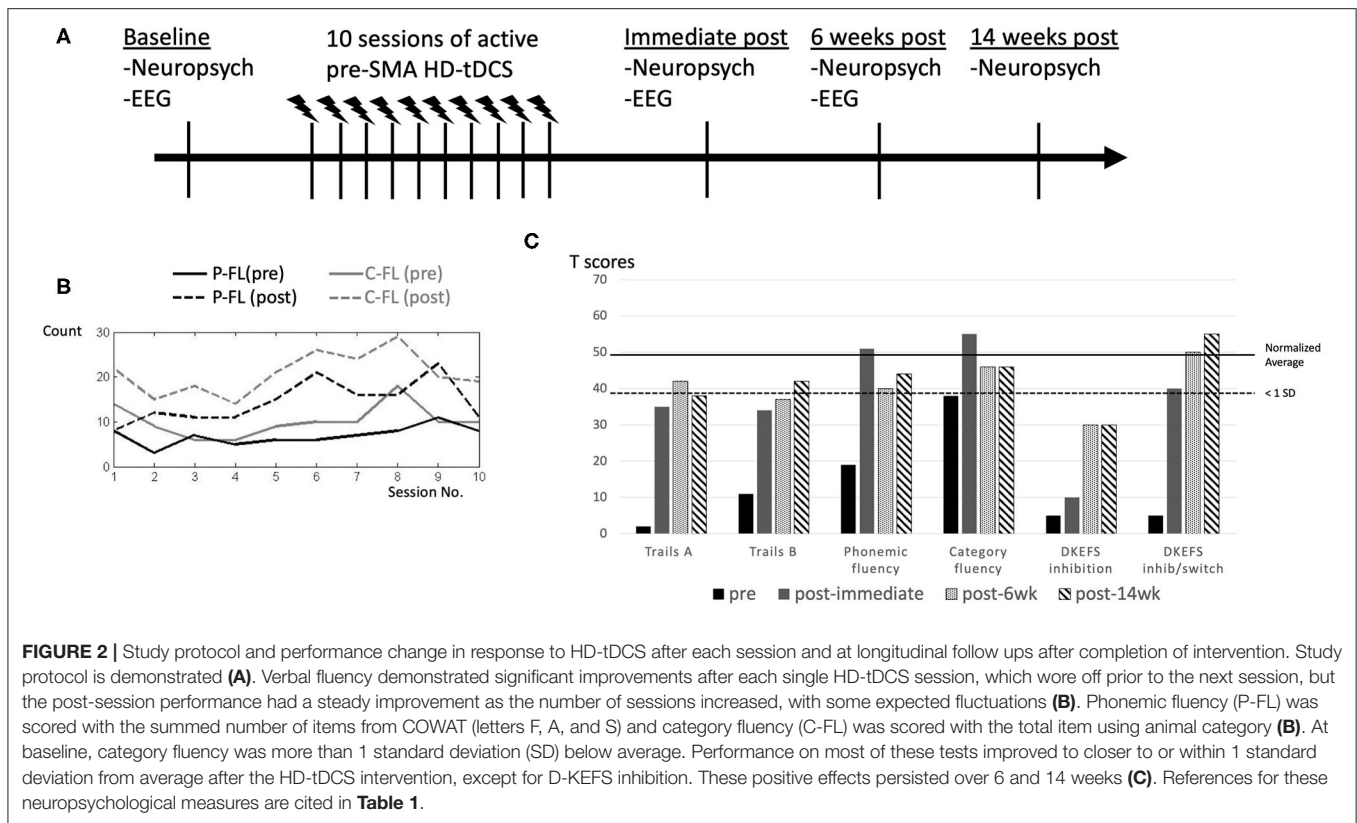 A
Baseline
-Neuropsych
-EEG
10 sessions of active
pre-SMA HD-tDCS
Immediate post
-Neuropsych
-EEG
6 weeks post
-Neuropsych
-EEG
14 weeks post
-Neuropsych
B
P-FL(pre)
C-FL (pre)
P-FL (post)
C-FL (post)
Count
30
20
10
0
1 2 3 4 5 6 7 8 9 10
Session No.
C
T scores
70
60
50
40
30
20
10
0
Normalized
Average
< 1 SD
Trails A
Trails B
Phonemic
fluency
Category
fluency
DKEFS
inhibition
DKEFS
inhib/switch
pre post-immediate post-6wk post-14wk
FIGURE 2 | Study protocol and performance change in response to HD-tDCS after each session and at longitudinal follow ups after completion of intervention. Study
protocol is demonstrated (A). Verbal fluency demonstrated significant improvements after each single HD-tDCS session, which wore off prior to the next session, but
the post-session performance had a steady improvement as the number of sessions increased, with some expected fluctuations (B). Phonemic fluency (P-FL) was
scored with the summed number of items from COWAT (letters F, A, and S) and category fluency (C-FL) was scored with the total item using animal category (B). At
baseline, category fluency was more than 1 standard deviation (SD) below average. Performance on most of these tests improved to closer to or within 1 standard
deviation from average after the HD-tDCS intervention, except for D-KEFS inhibition. These positive effects persisted over 6 and 14 weeks (C). References for these
neuropsychological measures are cited in Table 1.